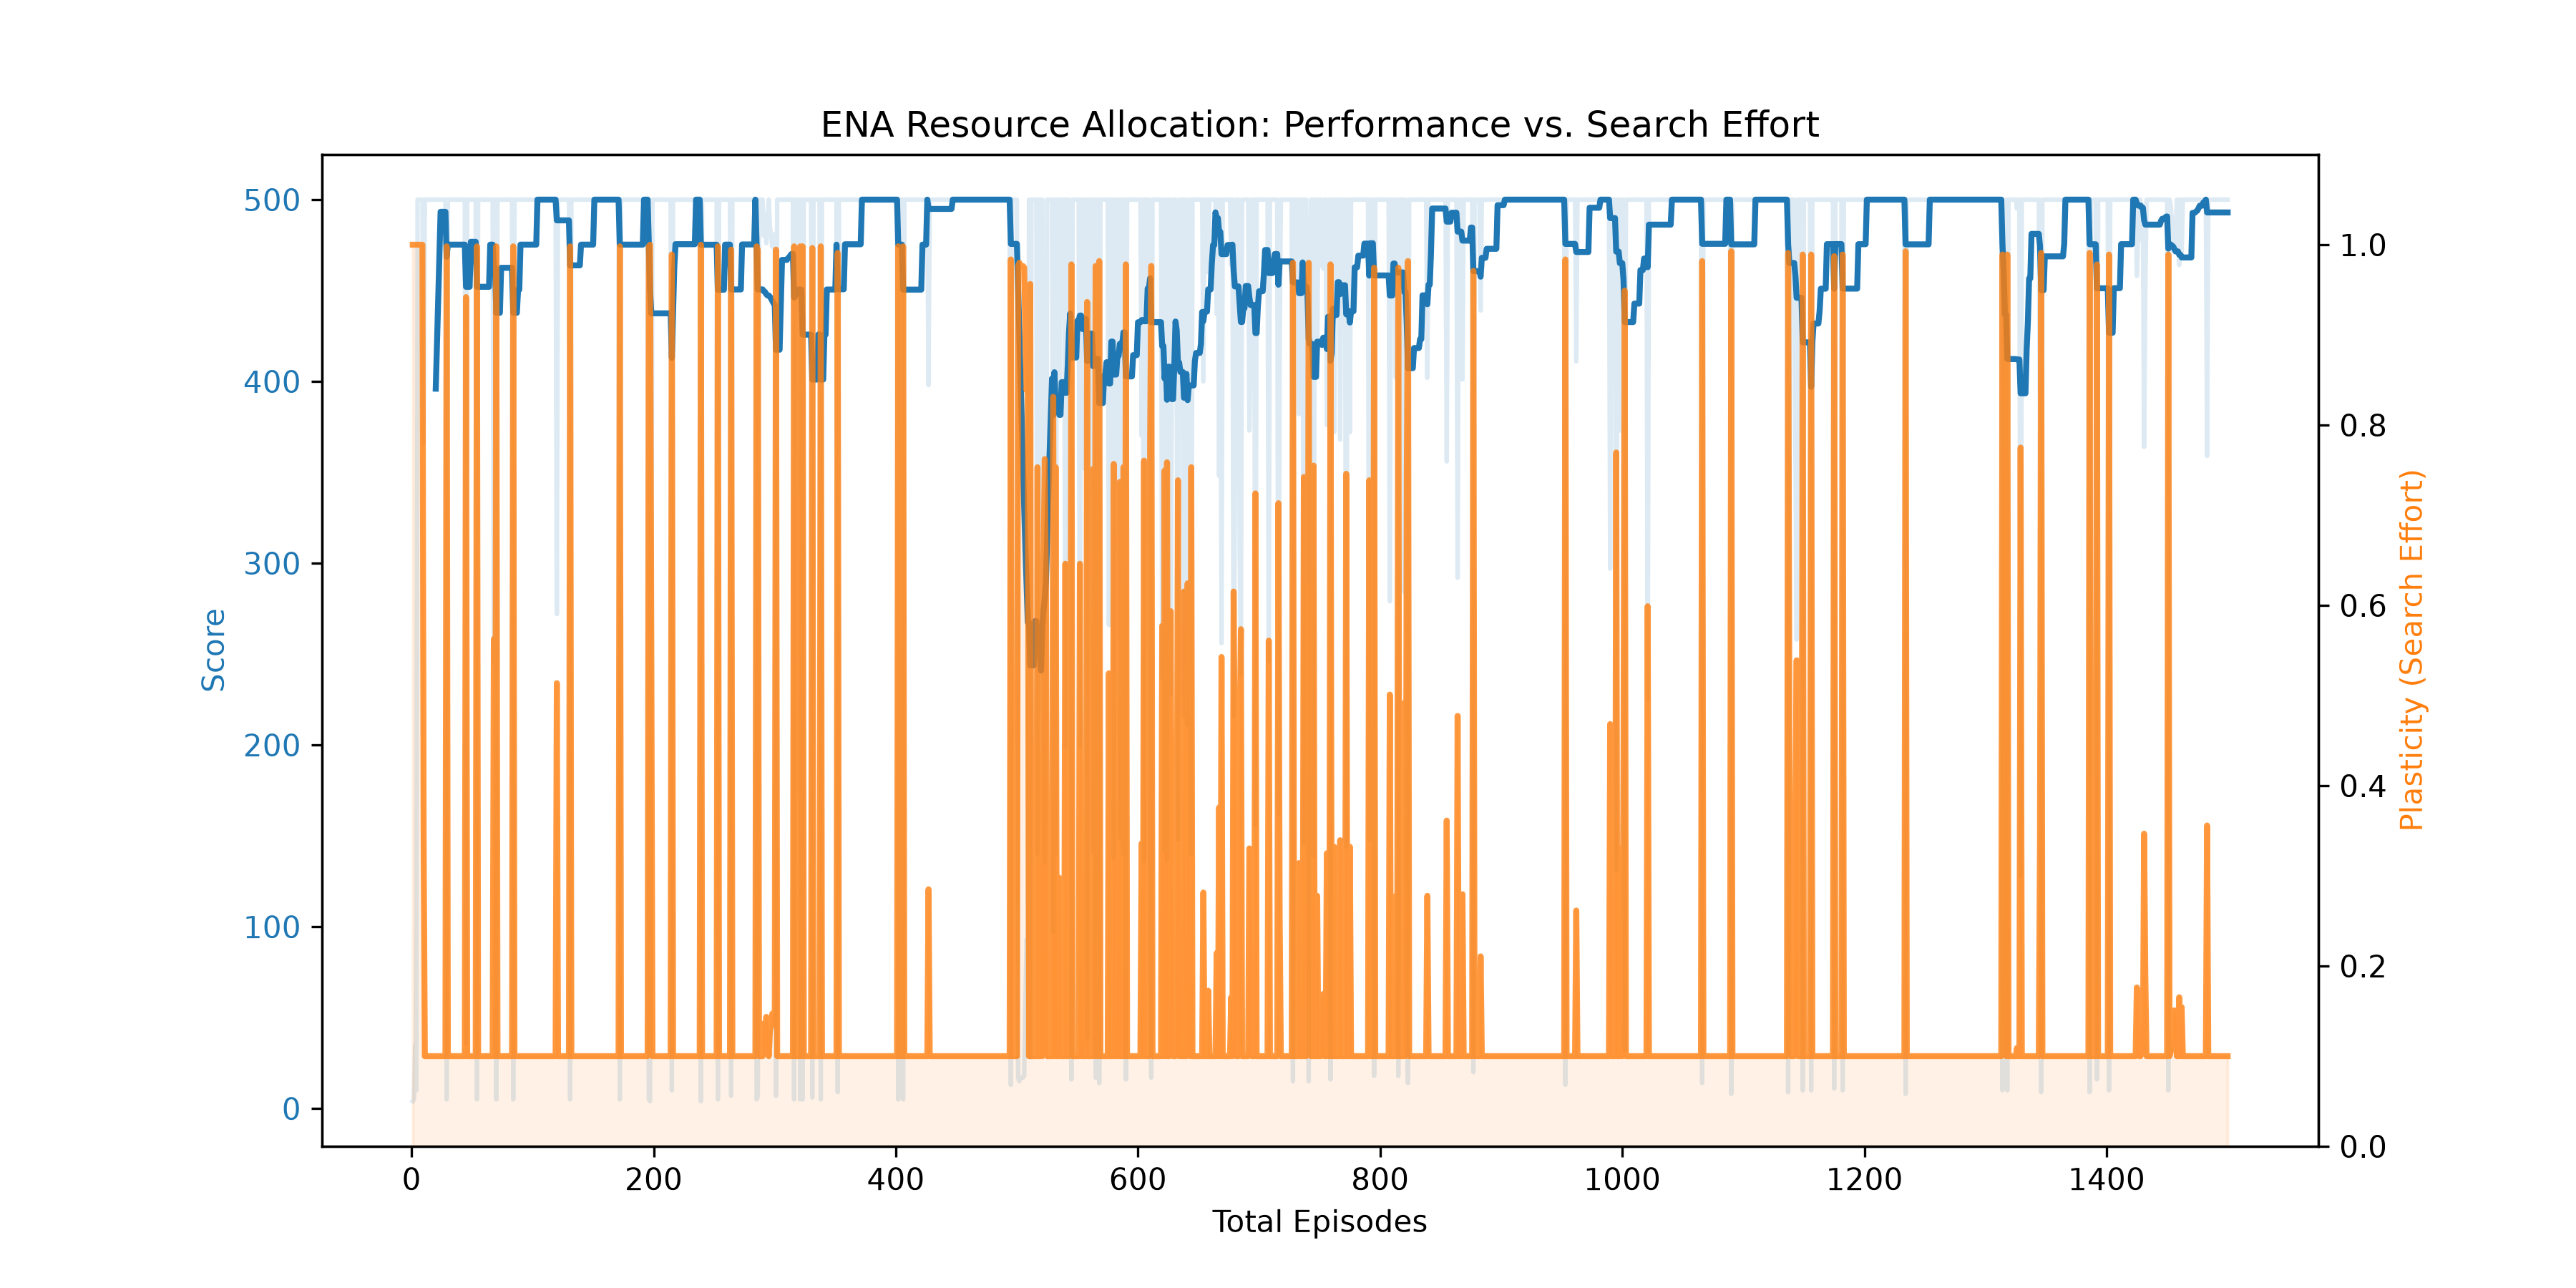 ENA Resource Allocation: Performance vs. Search Effort
500
400
300
200
100
0
Score
1.0
0.8
0.6
0.4
0.2
0.0
Plasticity (Search Effort)
0 200 400 600 800 1000 1200 1400
Total Episodes